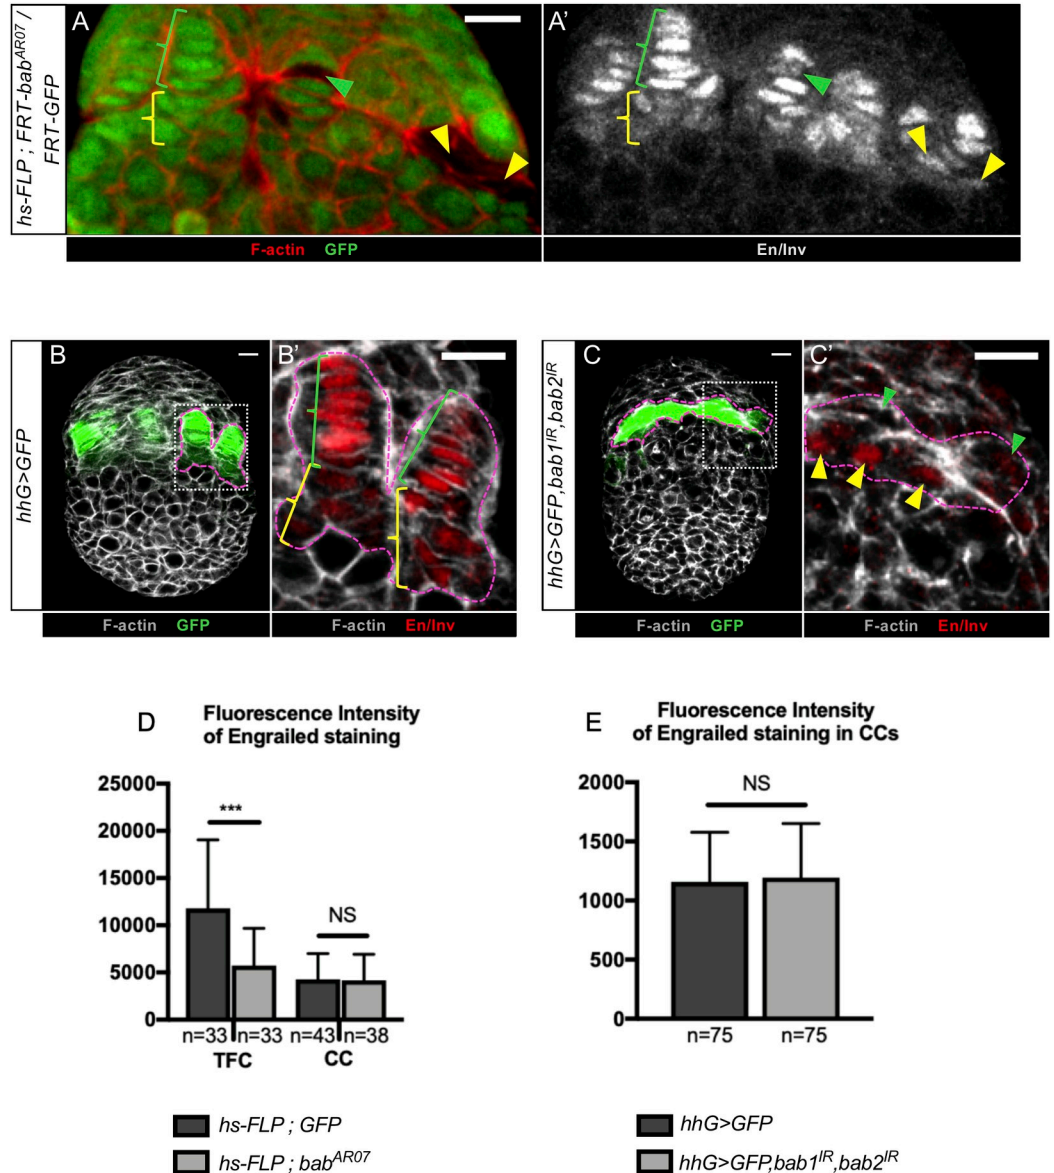 hs-FLP ; FRT-bab^AR07 /
FRT-GFP
A
A'
F-actin GFP
En/Inv
hhG>GFP
B
B'
F-actin GFP
F-actin En/Inv
hhG>GFP,bab1^IR,bab2^IR
C
C'
F-actin GFP
F-actin En/Inv
D
Fluorescence Intensity
of Engrailed staining
25000
20000
15000
10000
5000
0
***
NS
n=33 n=33 n=43 n=38
TFC CC
hs-FLP ; GFP
hs-FLP ; bab^AR07
E
Fluorescence Intensity
of Engrailed staining in CCs
2000
1500
1000
500
0
NS
n=75 n=75
hhG>GFP
hhG>GFP,bab1^IR,bab2^IR